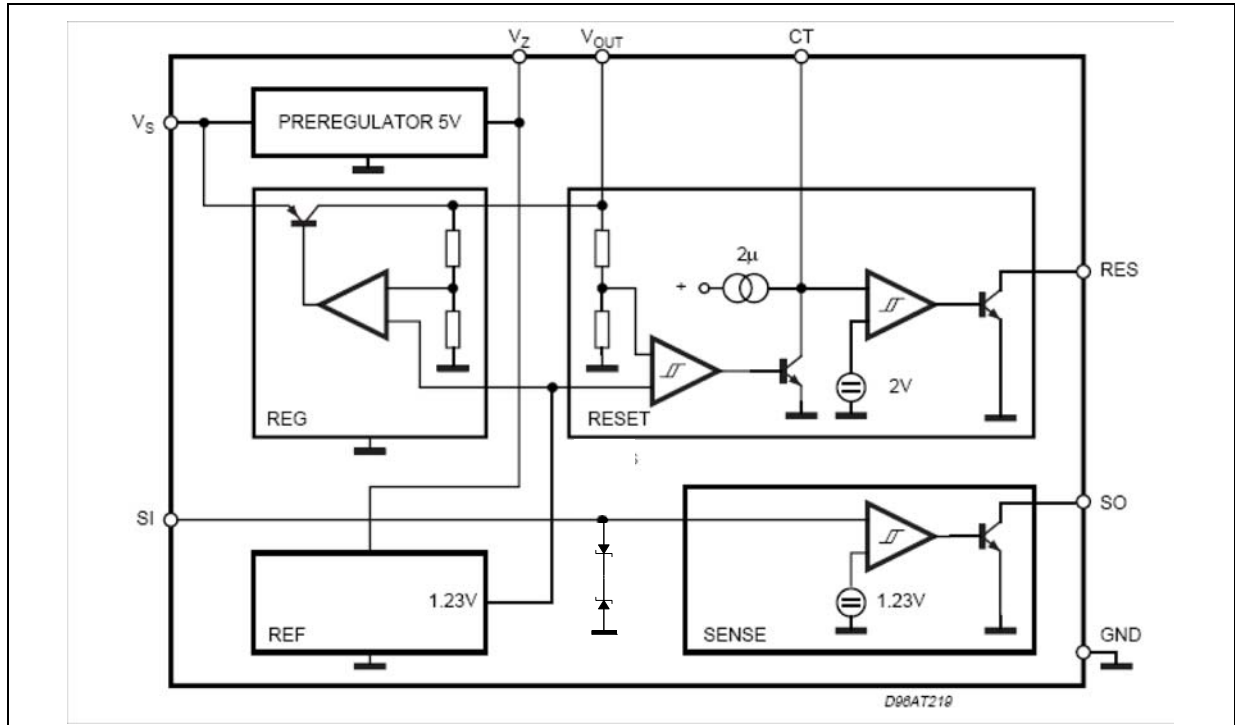 VZ VOUT CT
VS
PREREGULATOR 5V
2μ
+
RES
2V
REG
RESET
SI
SO
1.23V
REF
1.23V
SENSE
GND
D96AT219